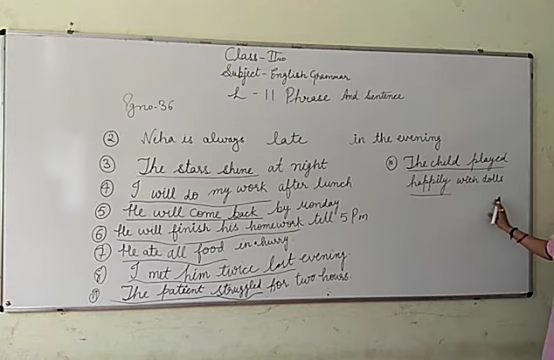 Class-II nd
Subject-English Grammar
L-11 Phrase And Sentence
Pg no. 36
② Neha is always late in the evening
③ The stars shine at night
④ I will do my work after lunch
⑤ He will come back by monday
⑥ He will finish his homework till 5 Pm
⑦ He ate all food in hurry
⑧ I met him twice last evening
⑨ The patient struggled for two hours.
⑩ The child played
happily with dolls